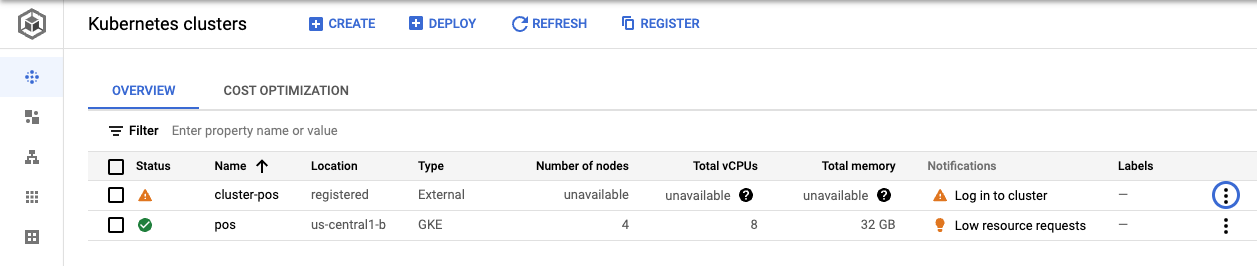 Kubernetes clusters CREATE DEPLOY REFRESH REGISTER
OVERVIEW COST OPTIMIZATION
Filter Enter property name or value
Status Name Location Type Number of nodes Total vCPUs Total memory Notifications Labels
cluster-pos registered External unavailable unavailable ? unavailable ? Log in to cluster —
pos us-central1-b GKE 4 8 32 GB Low resource requests —